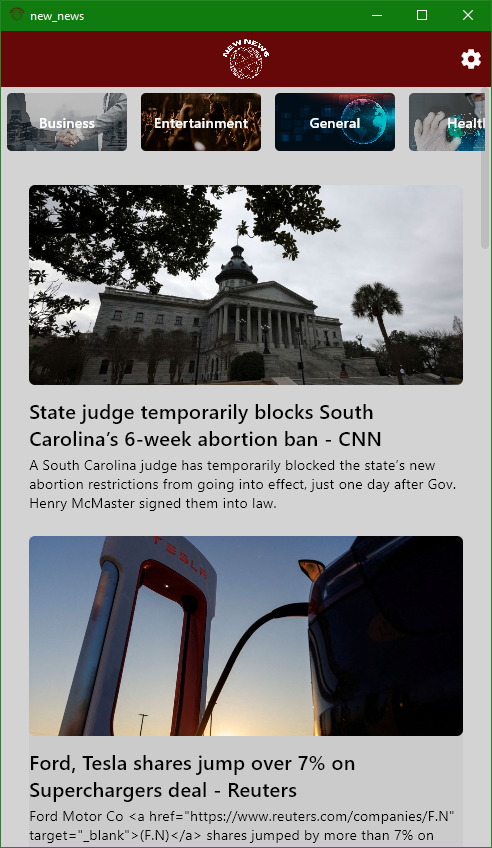 new_news
NEW NEWS
Business
Entertainment
General
Healt
State judge temporarily blocks South
Carolina’s 6-week abortion ban - CNN
A South Carolina judge has temporarily blocked the state’s new
abortion restrictions from going into effect, just one day after Gov.
Henry McMaster signed them into law.
TESLA
Ford, Tesla shares jump over 7% on
Superchargers deal - Reuters
Ford Motor Co <a href="https://www.reuters.com/companies/F.N"
target="_blank">(F.N)</a> shares jumped by more than 7% on